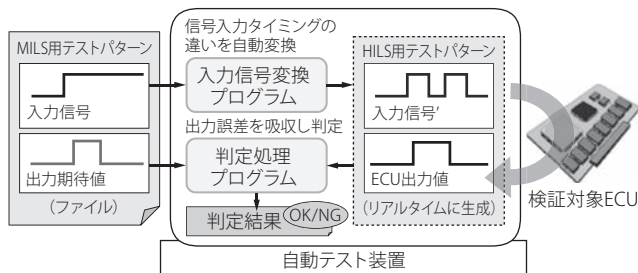 信号入力タイミングの
違いを自動変換
MILS用テストパターン
入力信号
出力期待値
（ファイル）
入力信号変換
プログラム
出力誤差を吸収し判定
判定処理
プログラム
判定結果
OK/NG
HILS用テストパターン
入力信号′
ECU出力値
（リアルタイムに生成）
検証対象ECU
自動テスト装置